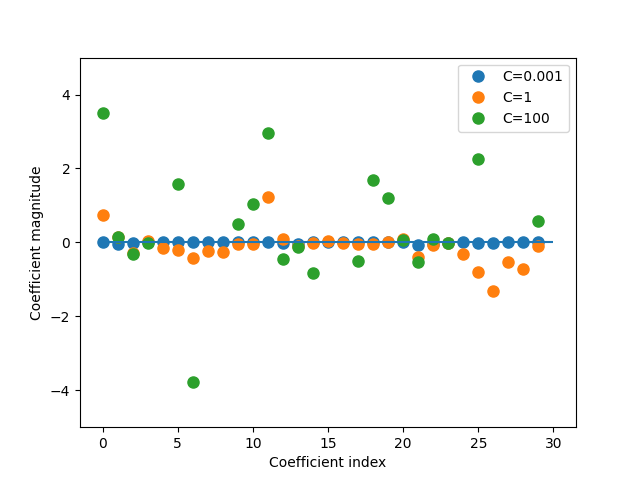 C=0.001
C=1
C=100
4
2
0
−2
−4
Coefficient magnitude
0 5 10 15 20 25 30
Coefficient index